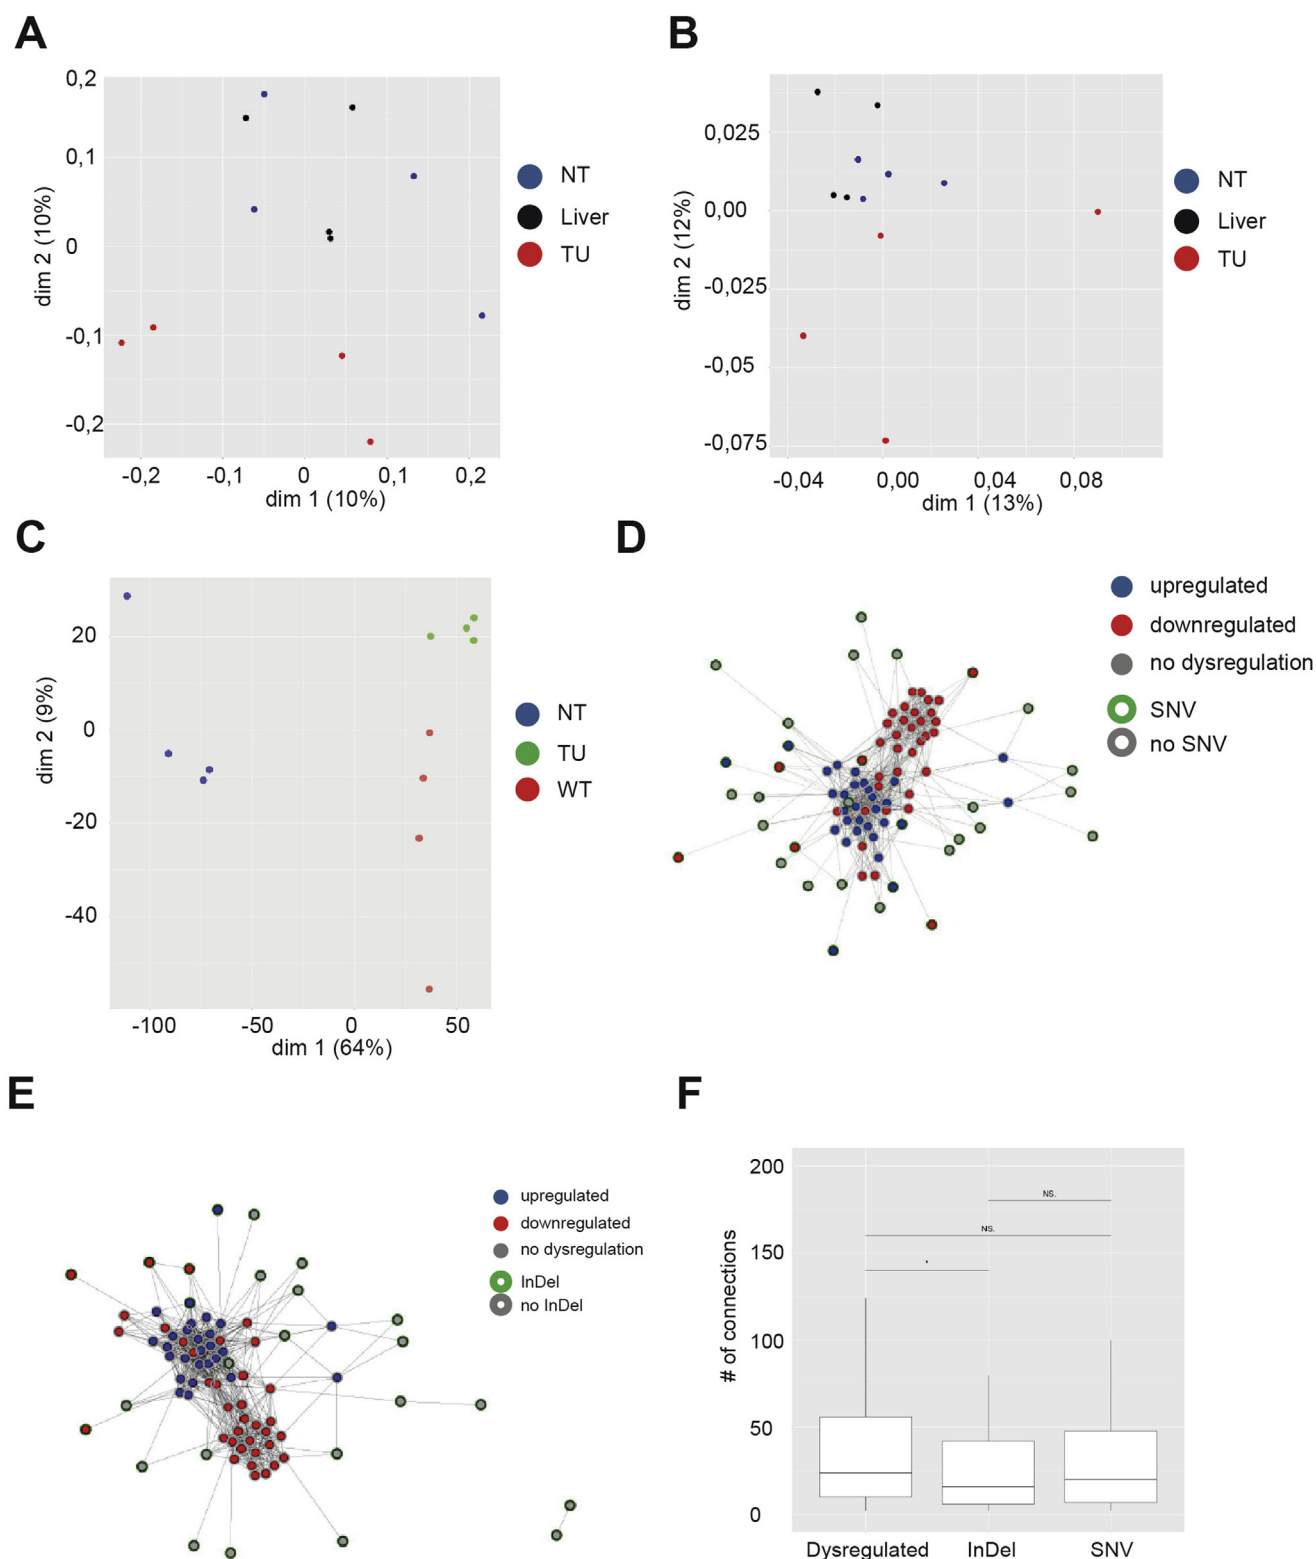 A
0,2
0,1
0
-0,1
-0,2
dim 2 (10%)
-0,2
-0,1
0
0,1
0,2
dim 1 (10%)
NT
Liver
TU
B
0,025
0,00
-0,025
-0,05
-0,075
dim 2 (12%)
-0,04
0,00
0,04
0,08
dim 1 (13%)
NT
Liver
TU
C
20
0
-20
-40
dim 2 (9%)
-100
-50
0
50
dim 1 (64%)
NT
TU
WT
D
upregulated
downregulated
no dysregulation
SNV
no SNV
E
upregulated
downregulated
no dysregulation
InDel
no InDel
F
200
150
100
50
0
# of connections
NS.
NS.
*
Dysregulated
InDel
SNV